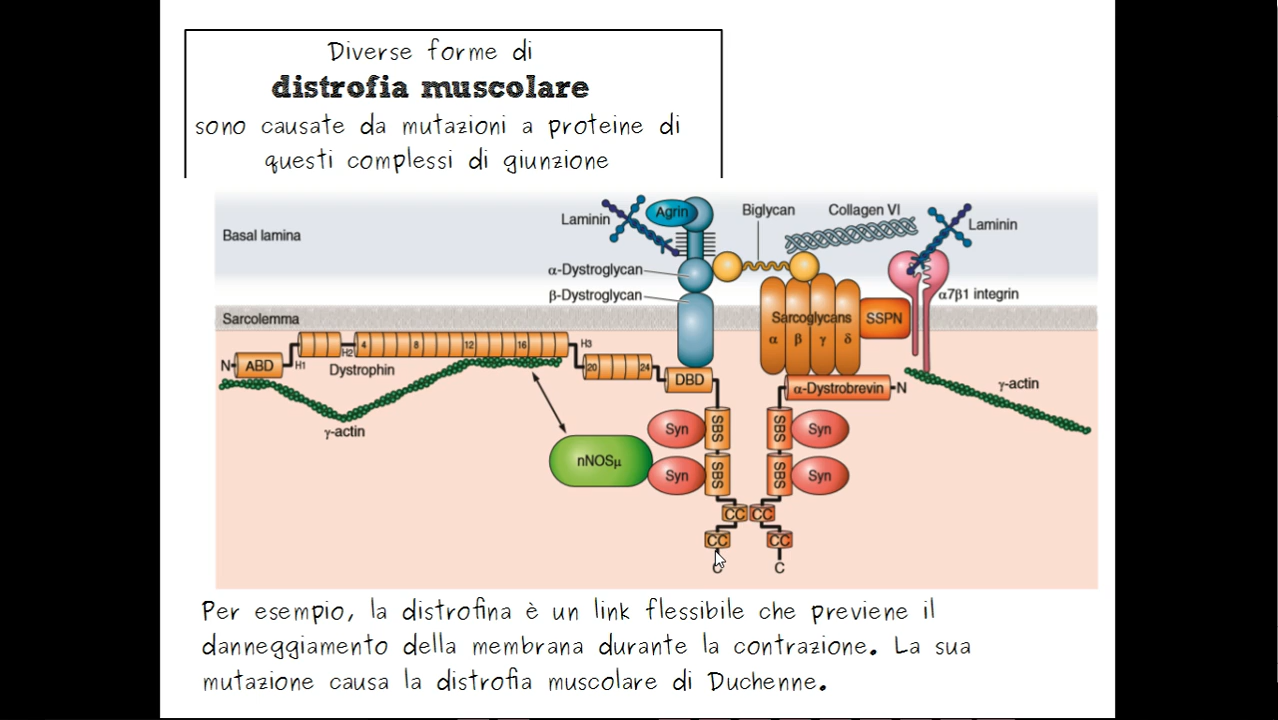 Diverse forme di
distrofia muscolare
sono causate da mutazioni a proteine di
questi complessi di giunzione
Laminin
Agrin
Biglycan
Collagen VI
Laminin
Basal lamina
α-Dystroglycan
β-Dystroglycan
α7β1 integrin
Sarcolemma
Sarcoglycans
SSPN
α β γ δ
N
ABD
H1
H2
4
8
12
16
H3
Dystrophin
20
24
DBD
α-Dystrobrevin
N
γ-actin
γ-actin
Syn
SBS
SBS
Syn
nNOSμ
Syn
SBS
SBS
Syn
CC
CC
CC
CC
C
C
Per esempio, la distrofina è un link flessibile che previene il
danneggiamento della membrana durante la contrazione. La sua
mutazione causa la distrofia muscolare di Duchenne.